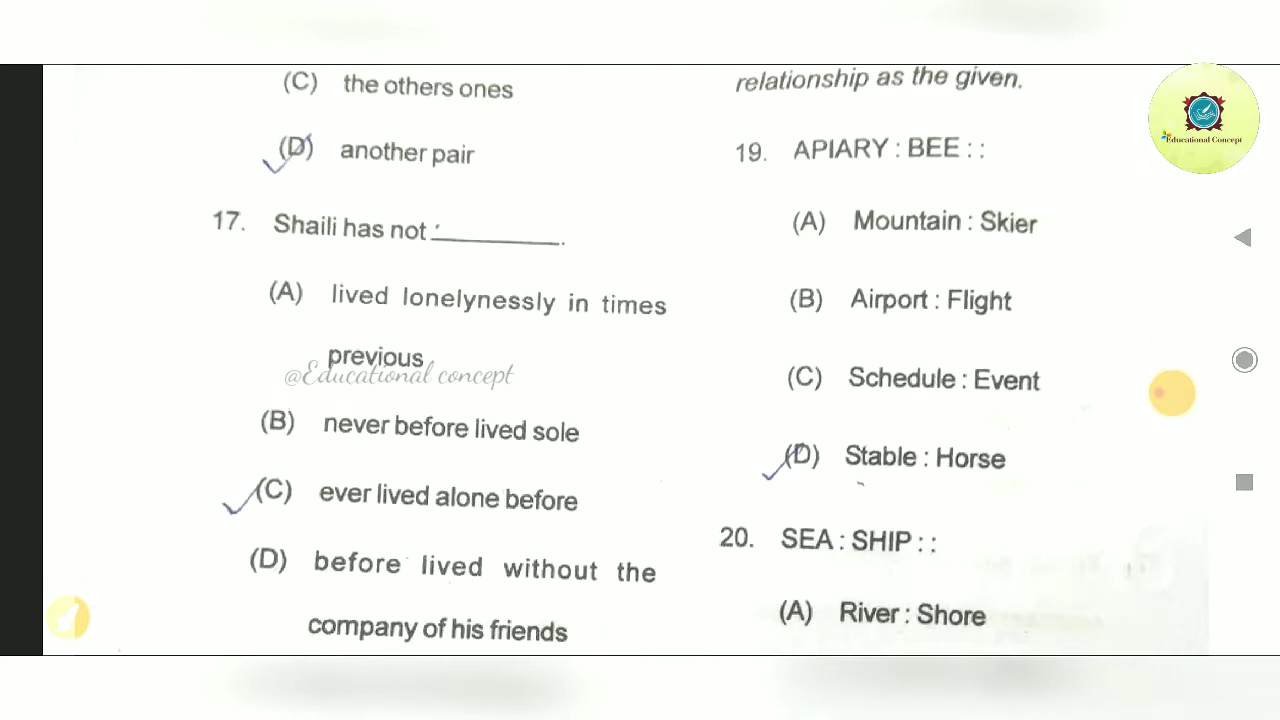 (C) the others ones
(D) another pair
17. Shaili has not __________.
(A) lived lonelynessly in times
previous
@Educational concept
(B) never before lived sole
(C) ever lived alone before
(D) before lived without the
company of his friends
relationship as the given.
19. APIARY : BEE : :
(A) Mountain : Skier
(B) Airport : Flight
(C) Schedule : Event
(D) Stable : Horse
20. SEA : SHIP : :
(A) River : Shore
Educational Concept